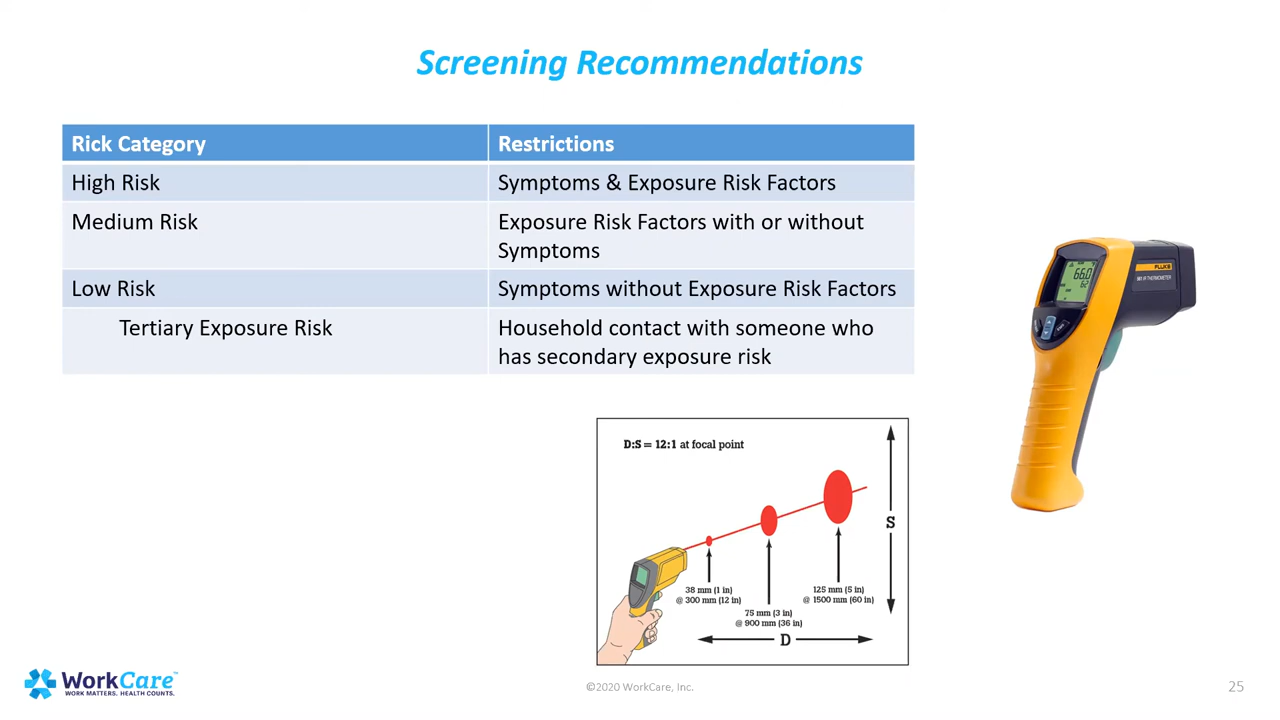 Screening Recommendations
Rick Category
Restrictions
High Risk
Symptoms & Exposure Risk Factors
Medium Risk
Exposure Risk Factors with or without
Symptoms
Low Risk
Symptoms without Exposure Risk Factors
Tertiary Exposure Risk
Household contact with someone who
has secondary exposure risk
FLUKE
66.0
D:S = 12:1 at focal point
S
38 mm (1 in)
@ 300 mm (12 in)
75 mm (3 in)
@ 900 mm (36 in)
125 mm (5 in)
@ 1500 mm (60 in)
D
WorkCare™
WORK MATTERS. HEALTH COUNTS.
©2020 WorkCare, Inc.
25